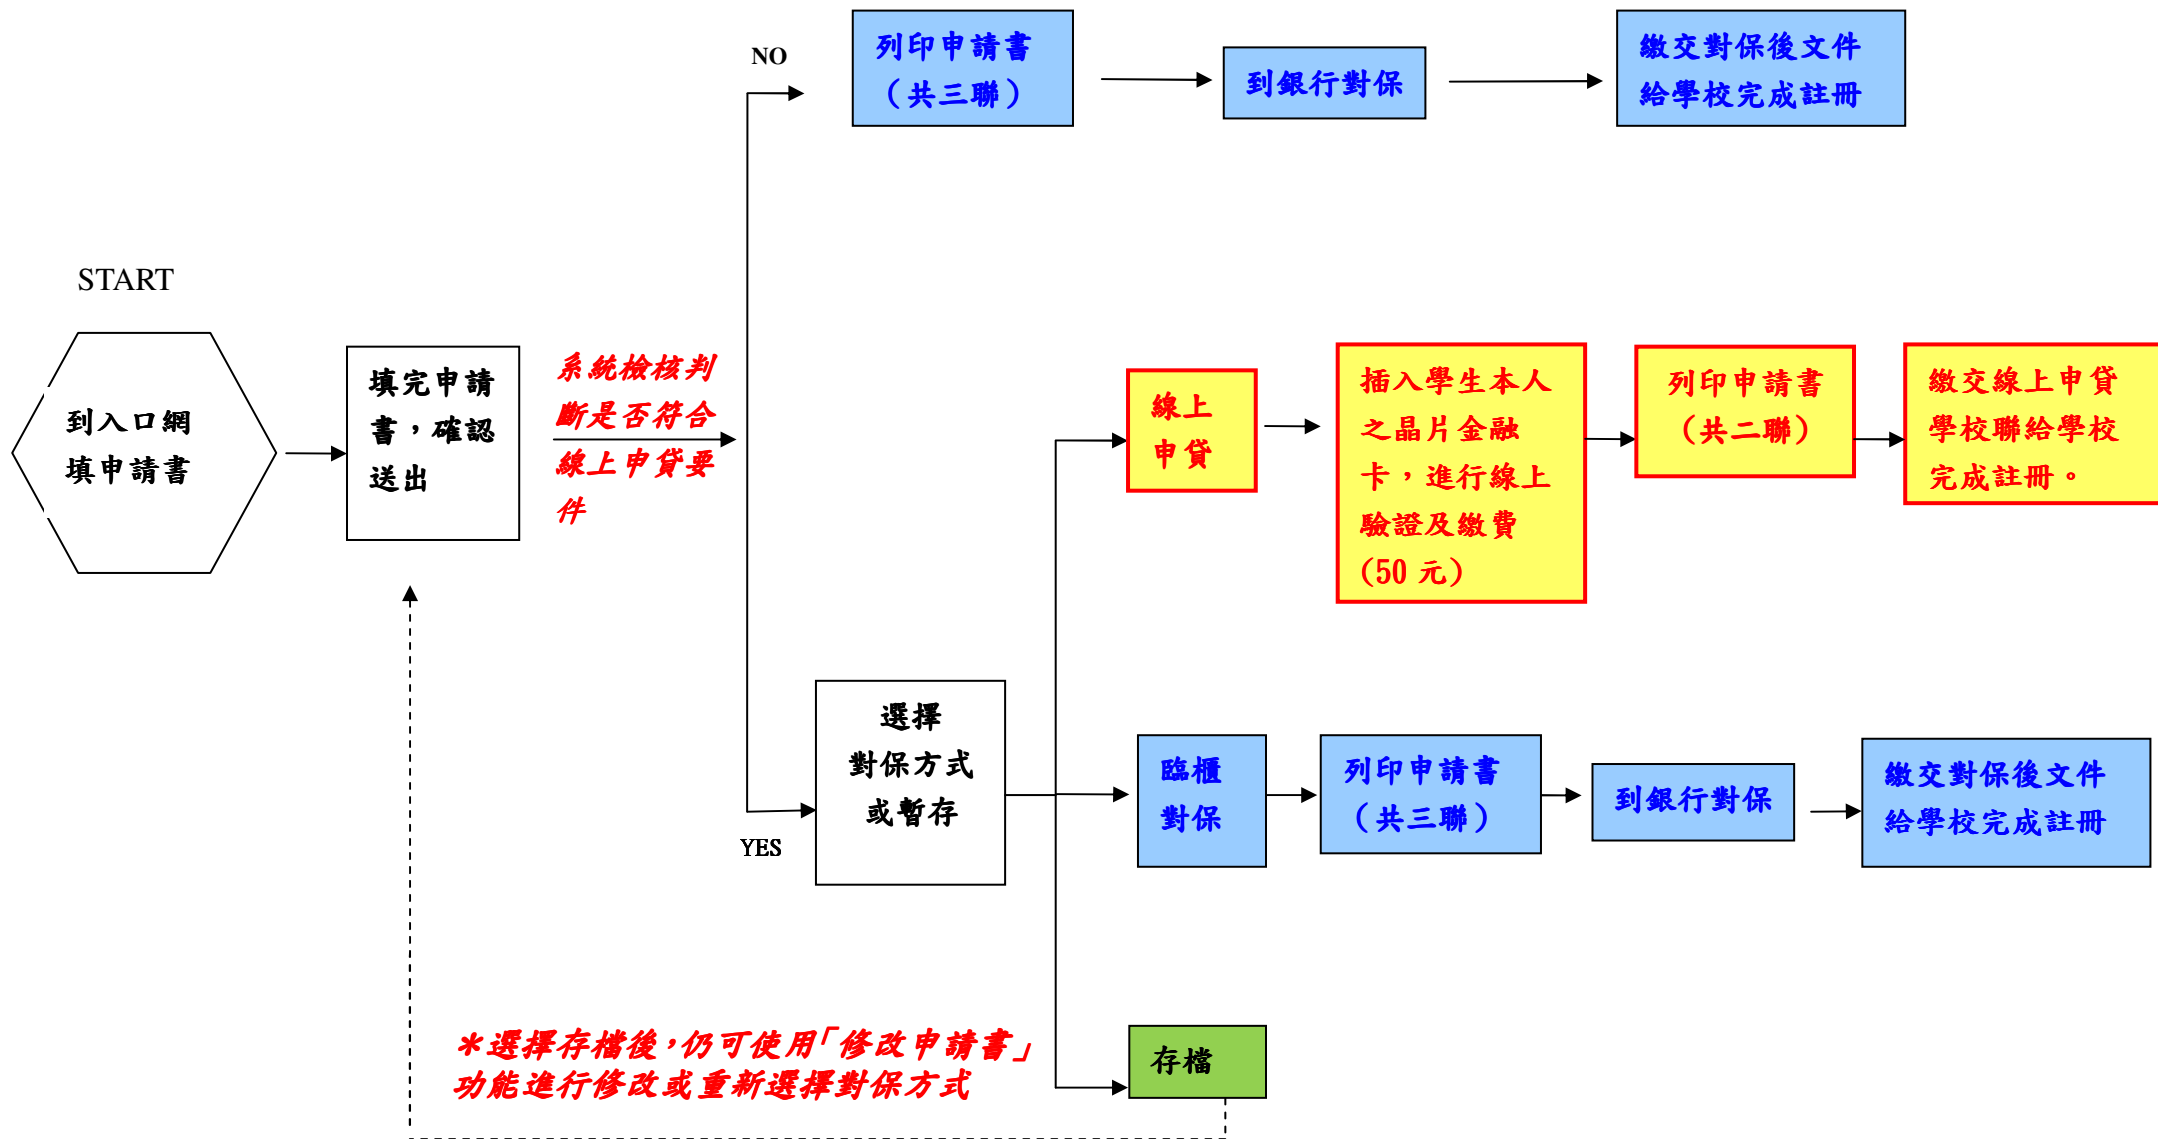 NO
列印申請書
（共三聯）
到銀行對保
繳交對保後文件
給學校完成註冊
START
到入口網
填申請書
填完申請
書，確認
送出
系統檢核判
斷是否符合
線上申貸要
件
線上
申貸
插入學生本人
之晶片金融
卡，進行線上
驗證及繳費
(50 元)
列印申請書
（共二聯）
繳交線上申貸
學校聯給學校
完成註冊。
YES
選擇
對保方式
或暫存
臨櫃
對保
列印申請書
（共三聯）
到銀行對保
繳交對保後文件
給學校完成註冊
＊選擇存檔後，仍可使用「修改申請書」
功能進行修改或重新選擇對保方式
存檔